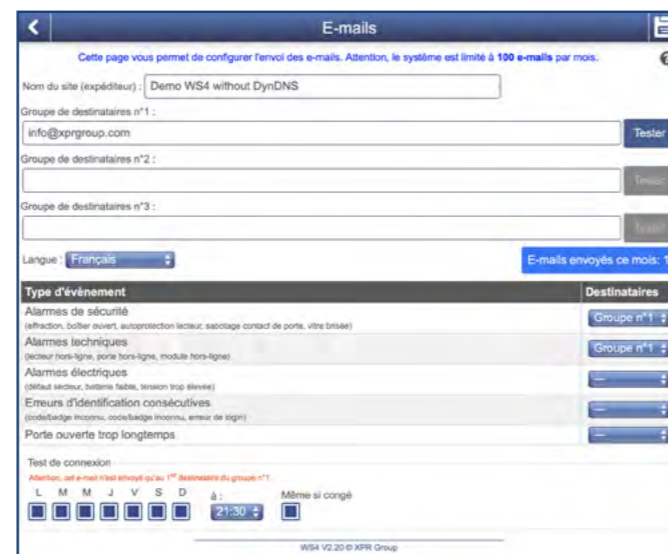 E-mails
Cette page vous permet de configurer l'envoi des e-mails. Attention, le système est limité à 100 e-mails par mois.
Nom du site (expéditeur) : Demo WS4 without DynDNS
Groupe de destinataires n°1 :
info@xprgroup.com Tester
Groupe de destinataires n°2 :
Tester
Groupe de destinataires n°3 :
Tester
Langue : Français E-mails envoyés ce mois: 1
Type d'évènement Destinataires
Alarmes de sécurité Groupe n°1
(effraction, boîtier ouvert, autoprotection lecteur, sabotage contact de porte, vitre brisée)
Alarmes techniques Groupe n°1
(lecteur hors-ligne, porte hors-ligne, module hors-ligne)
Alarmes électriques —
(défaut secteur, batterie faible, tension trop élevée)
Erreurs d'identification consécutives —
(code/badge inconnu, code/badge inconnu, erreur de login)
Porte ouverte trop longtemps —
Test de connexion
Attention, cet e-mail n'est envoyé qu'au 1er destinataire du groupe n°1.
L M M J V S D à : Même si congé
21:30
WS4 V2.20 © XPR Group